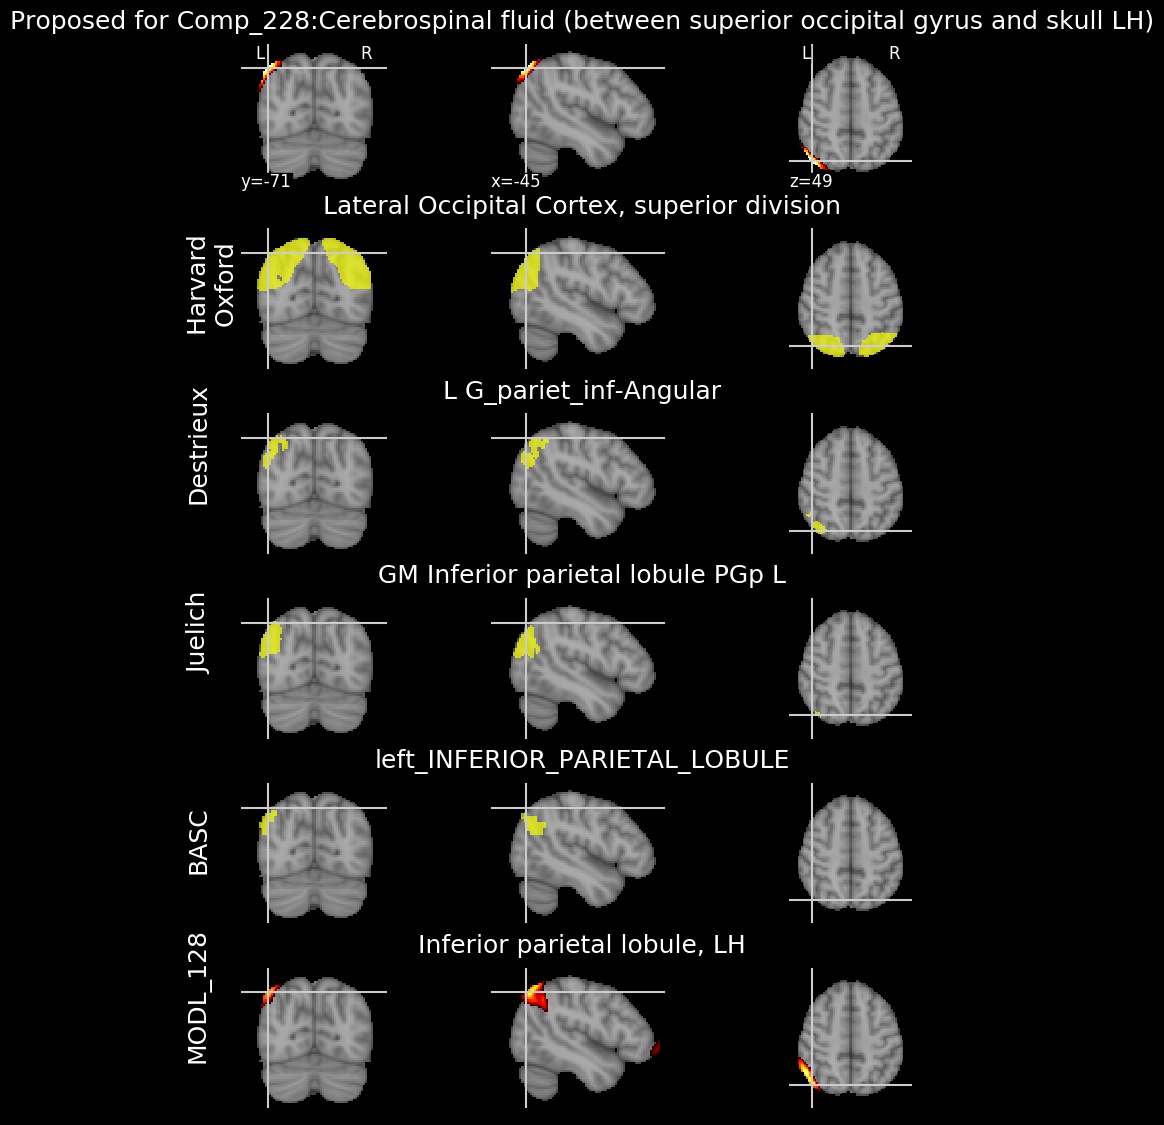 Proposed for Comp_228:Cerebrospinal fluid (between superior occipital gyrus and skull LH)
L R L R
y=-71 x=-45 z=49
Lateral Occipital Cortex, superior division
Harvard
Oxford
L G_pariet_inf-Angular
Destrieux
GM Inferior parietal lobule PGp L
Juelich
left_INFERIOR_PARIETAL_LOBULE
BASC
Inferior parietal lobule, LH
MODL_128